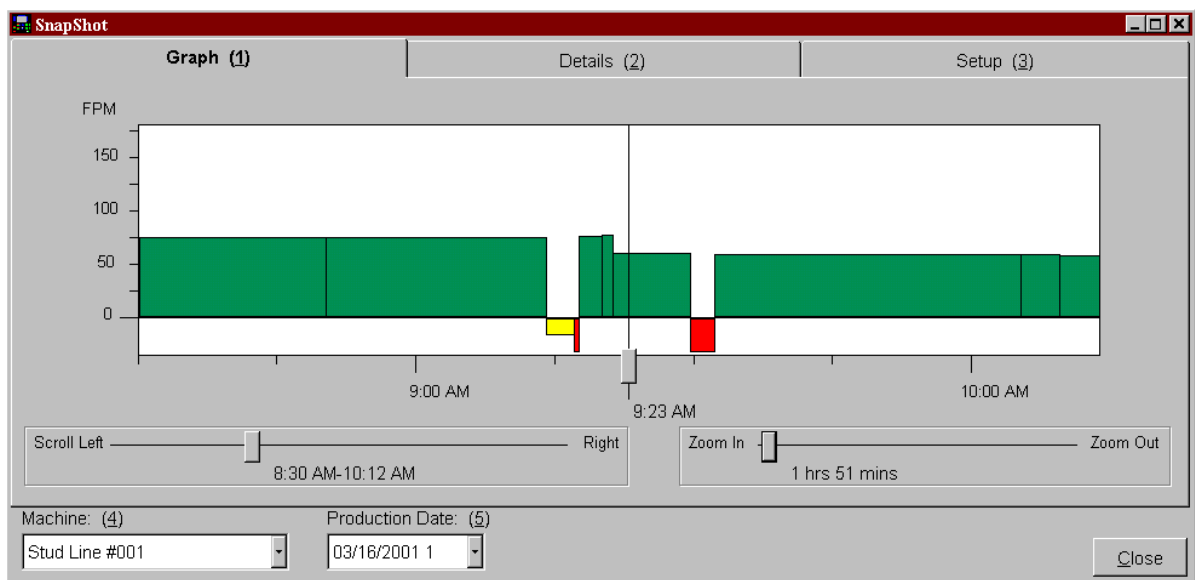 SnapShot
Graph (1) Details (2) Setup (3)
FPM
150
100
50
0
9:00 AM 10:00 AM
9:23 AM
Scroll Left Right Zoom In Zoom Out
8:30 AM-10:12 AM 1 hrs 51 mins
Machine: (4) Production Date: (5)
Stud Line #001 03/16/2001 1
Close